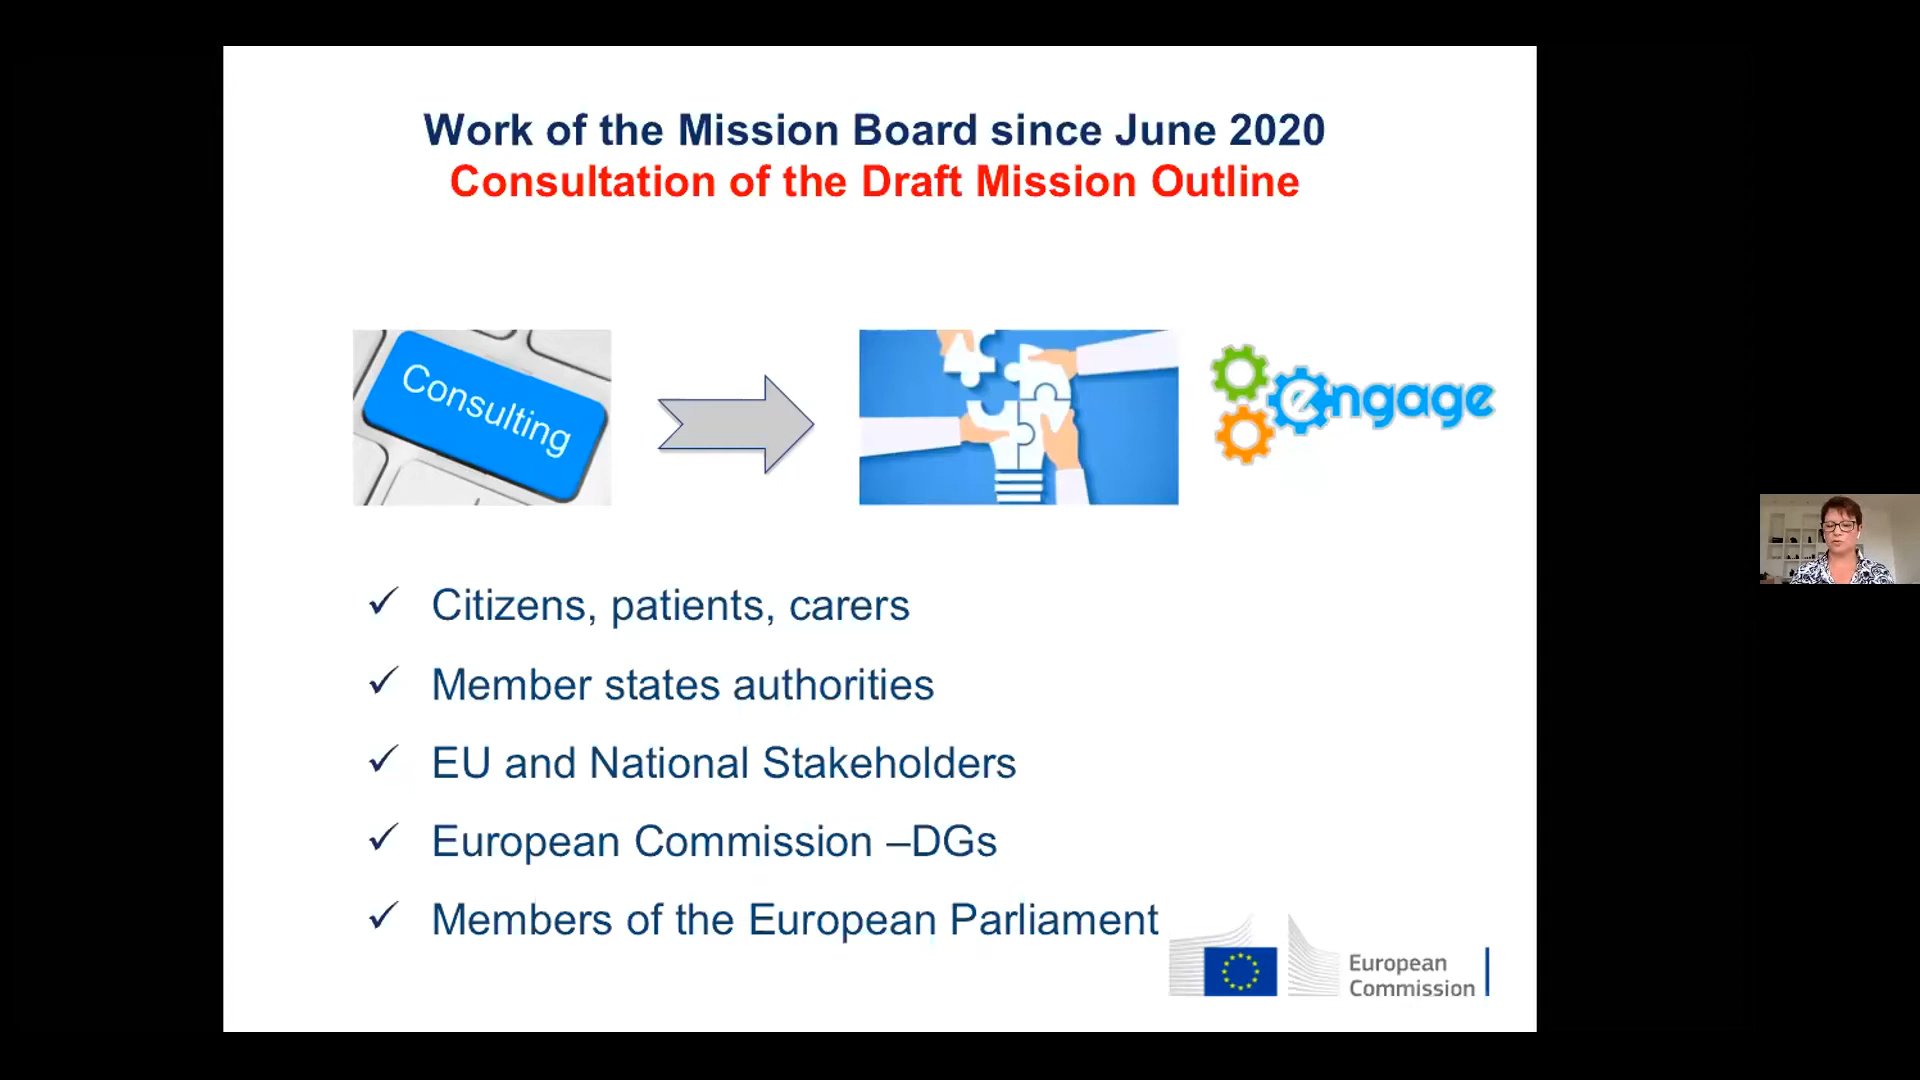 Work of the Mission Board since June 2020
Consultation of the Draft Mission Outline
Consulting
engage
✓ Citizens, patients, carers
✓ Member states authorities
✓ EU and National Stakeholders
✓ European Commission –DGs
✓ Members of the European Parliament
European
Commission